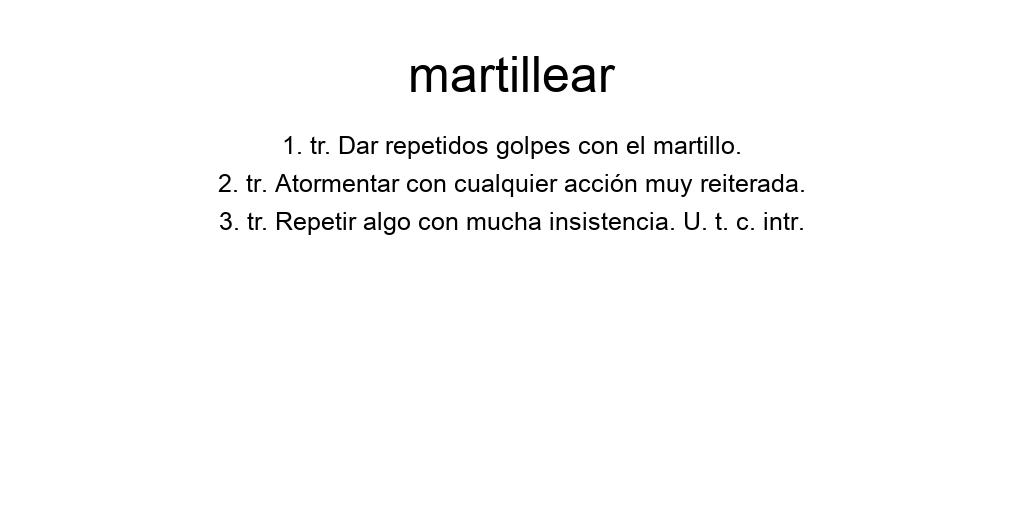 martillear
1. tr. Dar repetidos golpes con el martillo.
2. tr. Atormentar con cualquier acción muy reiterada.
3. tr. Repetir algo con mucha insistencia. U. t. c. intr.